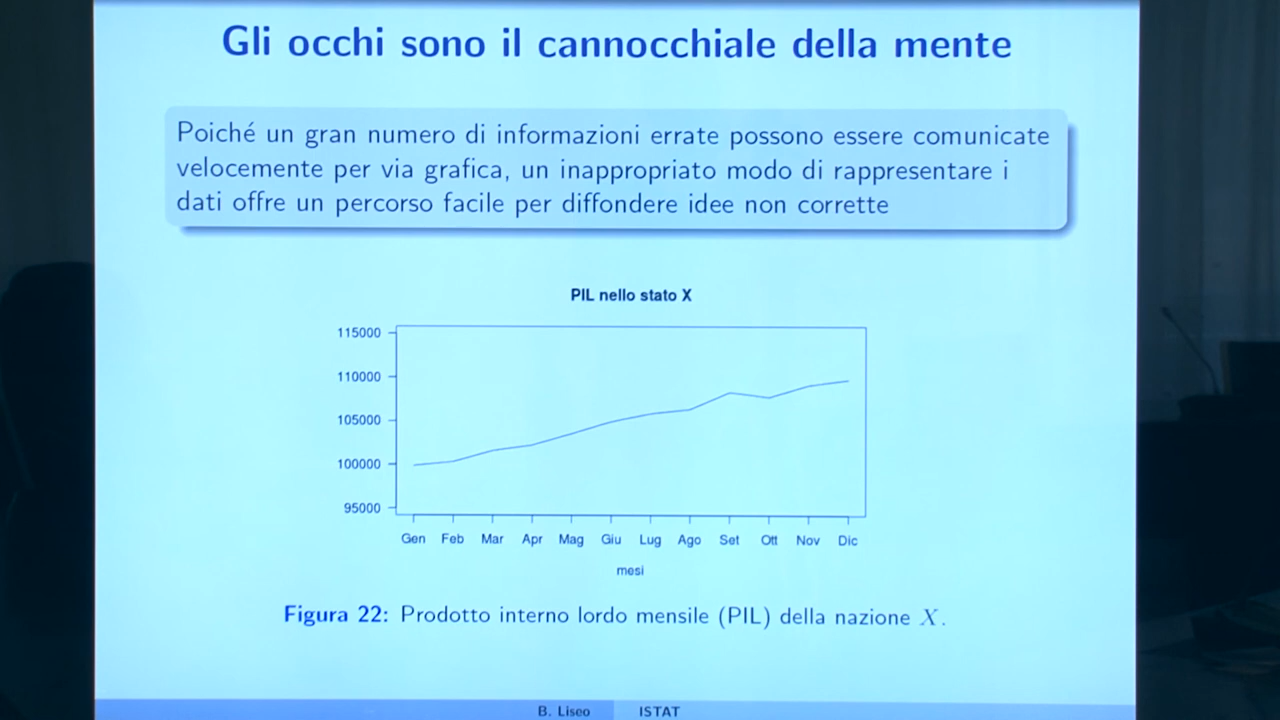 Gli occhi sono il cannocchiale della mente
Poiché un gran numero di informazioni errate possono essere comunicate
velocemente per via grafica, un inappropriato modo di rappresentare i
dati offre un percorso facile per diffondere idee non corrette
PIL nello stato X
115000
110000
105000
100000
95000
Gen Feb Mar Apr Mag Giu Lug Ago Set Ott Nov Dic
mesi
Figura 22: Prodotto interno lordo mensile (PIL) della nazione X.
B. Liseo ISTAT